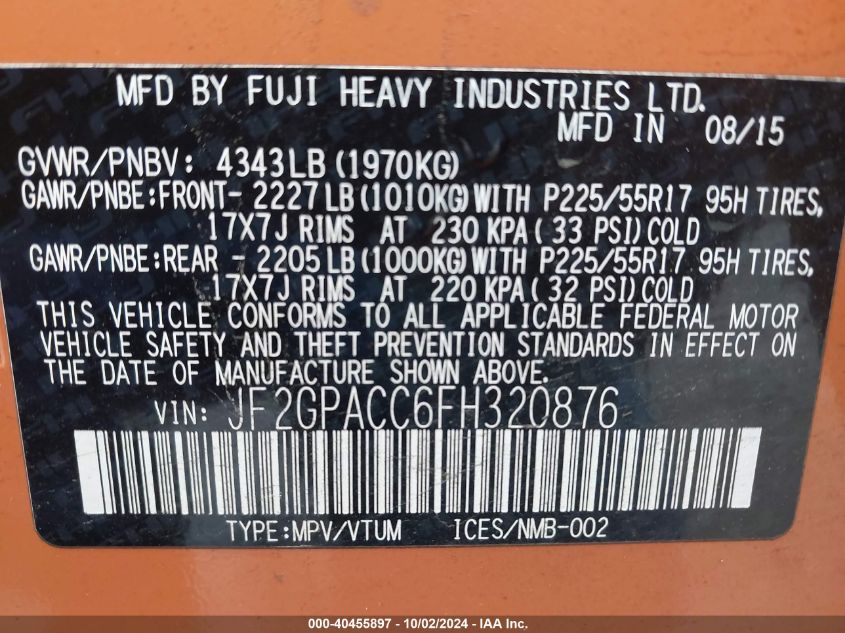 MFD BY FUJI HEAVY INDUSTRIES LTD.
MFD IN 08/15
GVWR/PNBV: 4343LB (1970KG)
GAWR/PNBE:FRONT- 2227LB(1010KG)WITH P225/55R17 95H TIRES,
17X7J RIMS AT 230 KPA( 33 PSI)COLD
GAWR/PNBE:REAR - 2205LB(1000KG)WITH P225/55R17 95H TIRES,
17X7J RIMS AT 220 KPA( 32 PSI)COLD
THIS VEHICLE CONFORMS TO ALL APPLICABLE FEDERAL MOTOR
VEHICLE SAFETY AND THEFT PREVENTION STANDARDS IN EFFECT ON
THE DATE OF MANUFACTURE SHOWN ABOVE.
VIN: JF2GPACC6FH320876
TYPE:MPV/VTUM ICES/NMB-002
000-40455897 - 10/02/2024 - COPYRIGHT IAA, LLC.